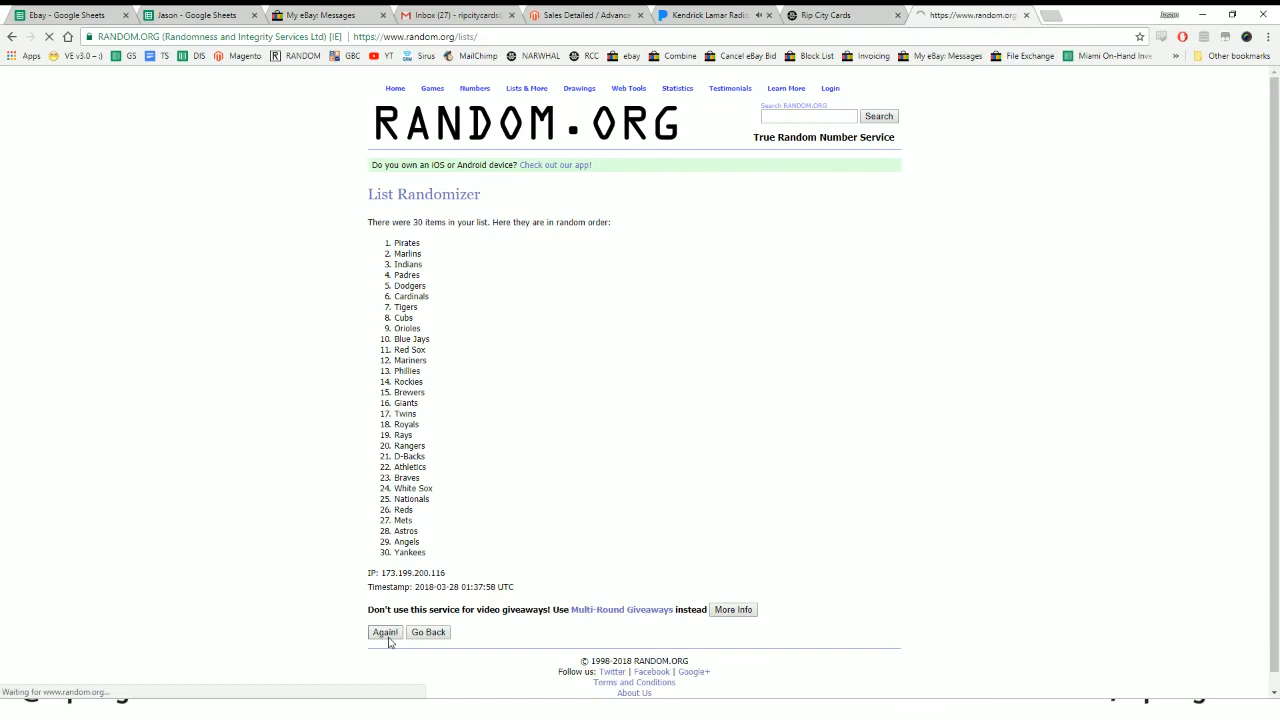 Ebay - Google Sheets
Jason - Google Sheets
My eBay: Messages
Inbox (27) - ripcitycards
Sales Detailed / Advance
Kendrick Lamar Radio
Rip City Cards
https://www.random.org
Jason
RANDOM.ORG (Randomness and Integrity Services Ltd) [IE] https://www.random.org/lists/
Apps VE v3.0 -- :) GS TS DIS Magento RANDOM GBC YT Sirus MailChimp NARWHAL RCC ebay Combine Cancel eBay Bid Block List Invoicing My eBay: Messages File Exchange Miami On-Hand Inve » Other bookmarks
Home Games Numbers Lists & More Drawings Web Tools Statistics Testimonials Learn More Login
RANDOM.ORG
Search RANDOM.ORG
Search
True Random Number Service
Do you own an iOS or Android device? Check out our app!
List Randomizer
There were 30 items in your list. Here they are in random order:
1. Pirates
2. Marlins
3. Indians
4. Padres
5. Dodgers
6. Cardinals
7. Tigers
8. Cubs
9. Orioles
10. Blue Jays
11. Red Sox
12. Mariners
13. Phillies
14. Rockies
15. Brewers
16. Giants
17. Twins
18. Royals
19. Rays
20. Rangers
21. D-Backs
22. Athletics
23. Braves
24. White Sox
25. Nationals
26. Reds
27. Mets
28. Astros
29. Angels
30. Yankees
IP: 173.199.200.116
Timestamp: 2018-03-28 01:37:58 UTC
Don't use this service for video giveaways! Use Multi-Round Giveaways instead More Info
Again! Go Back
© 1998-2018 RANDOM.ORG
Follow us: Twitter | Facebook | Google+
Terms and Conditions
About Us
Waiting for www.random.org...